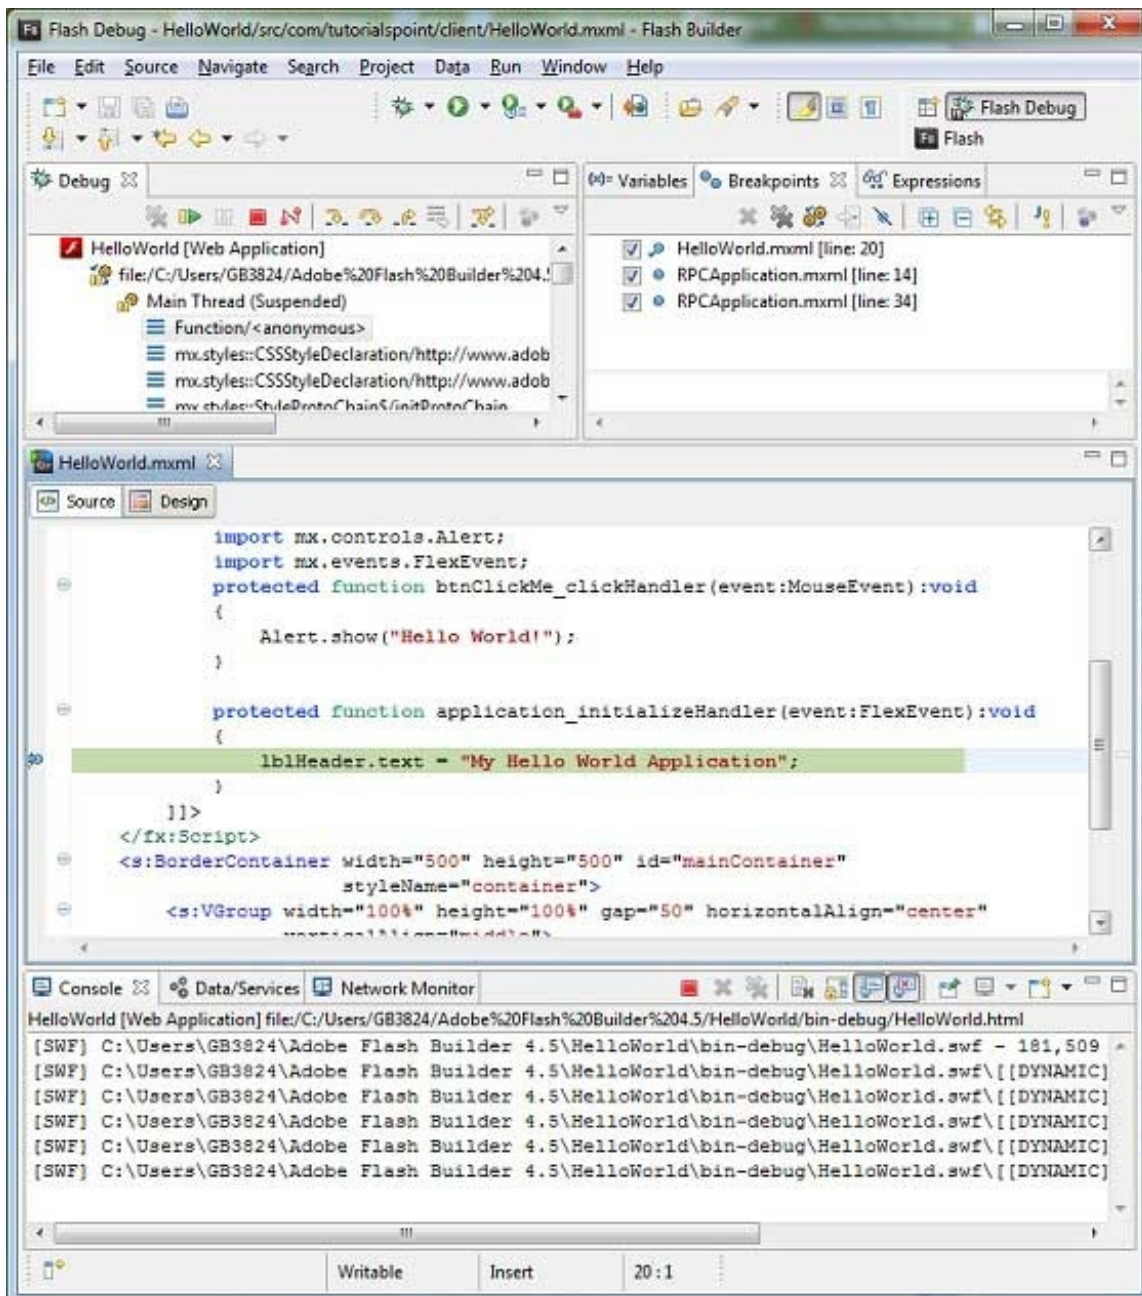 Flash Debug - HelloWorld/src/com/tutorialspoint/client/HelloWorld.mxml - Flash Builder
File Edit Source Navigate Search Project Data Run Window Help
Flash Debug
Flash
Debug
HelloWorld [Web Application]
file:/C:/Users/GB3824/Adobe%20Flash%20Builder%204.
Main Thread (Suspended)
Function/<anonymous>
mx.styles::CSSStyleDeclaration/http://www.adob
mx.styles::CSSStyleDeclaration/http://www.adob
mx.styles::StyleProtoChain$/initProtoChain
(x)= Variables Breakpoints Expressions
HelloWorld.mxml [line: 20]
RPCApplication.mxml [line: 14]
RPCApplication.mxml [line: 34]
HelloWorld.mxml
Source Design
import mx.controls.Alert;
import mx.events.FlexEvent;
protected function btnClickMe_clickHandler(event:MouseEvent):void
{
Alert.show("Hello World!");
}
protected function application_initializeHandler(event:FlexEvent):void
{
lblHeader.text = "My Hello World Application";
}
]]>
</fx:Script>
<s:BorderContainer width="500" height="500" id="mainContainer"
styleName="container">
<s:VGroup width="100%" height="100%" gap="50" horizontalAlign="center"
verticalAlign="middle">
Console Data/Services Network Monitor
HelloWorld [Web Application] file:/C:/Users/GB3824/Adobe%20Flash%20Builder%204.5/HelloWorld/bin-debug/HelloWorld.html
[SWF] C:\Users\GB3824\Adobe Flash Builder 4.5\HelloWorld\bin-debug\HelloWorld.swf - 181,509
[SWF] C:\Users\GB3824\Adobe Flash Builder 4.5\HelloWorld\bin-debug\HelloWorld.swf\[[DYNAMIC]
[SWF] C:\Users\GB3824\Adobe Flash Builder 4.5\HelloWorld\bin-debug\HelloWorld.swf\[[DYNAMIC]
[SWF] C:\Users\GB3824\Adobe Flash Builder 4.5\HelloWorld\bin-debug\HelloWorld.swf\[[DYNAMIC]
[SWF] C:\Users\GB3824\Adobe Flash Builder 4.5\HelloWorld\bin-debug\HelloWorld.swf\[[DYNAMIC]
[SWF] C:\Users\GB3824\Adobe Flash Builder 4.5\HelloWorld\bin-debug\HelloWorld.swf\[[DYNAMIC]
Writable Insert 20 : 1